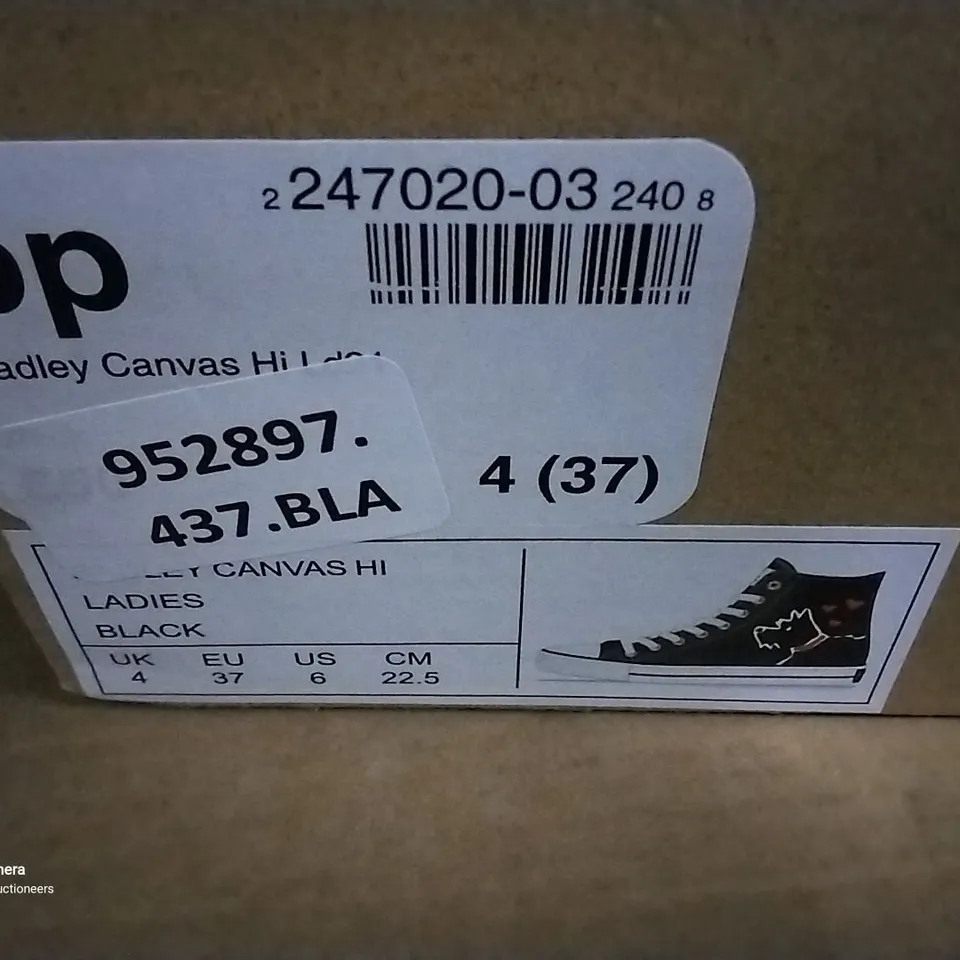 2 247020-03 240 8
pp
adley Canvas Hi
952897.
437.BLA
4 (37)
CANVAS HI
LADIES
BLACK
UK EU US CM
4 37 6 22.5
nera
uctioneers